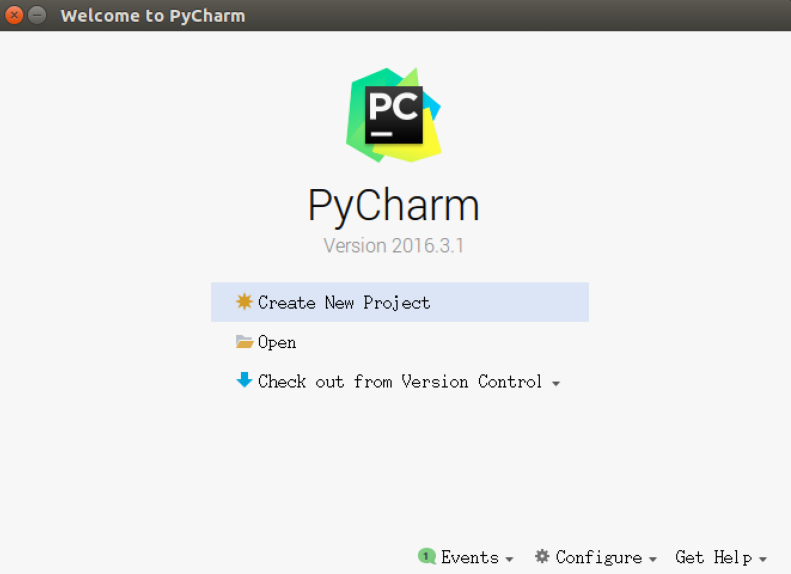 Welcome to PyCharm
PC
PyCharm
Version 2016.3.1
Create New Project
Open
Check out from Version Control
1 Events Configure Get Help